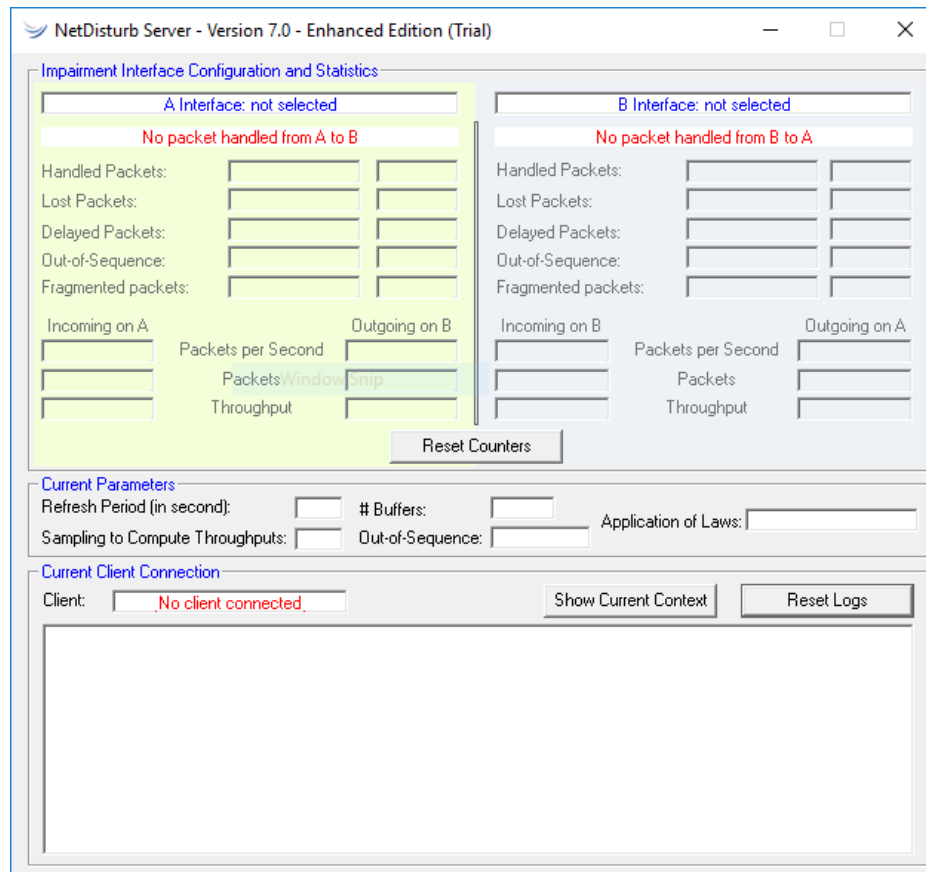 NetDisturb Server - Version 7.0 - Enhanced Edition (Trial)
Impairment Interface Configuration and Statistics
A Interface: not selected
No packet handled from A to B
Handled Packets:
Lost Packets:
Delayed Packets:
Out-of-Sequence:
Fragmented packets:
Incoming on A Outgoing on B
Packets per Second
Packets Window Snip
Throughput
B Interface: not selected
No packet handled from B to A
Handled Packets:
Lost Packets:
Delayed Packets:
Out-of-Sequence:
Fragmented packets:
Incoming on B Outgoing on A
Packets per Second
Packets
Throughput
Reset Counters
Current Parameters
Refresh Period (in second): # Buffers:
Application of Laws:
Sampling to Compute Throughputs: Out-of-Sequence:
Current Client Connection
Client: No client connected Show Current Context Reset Logs